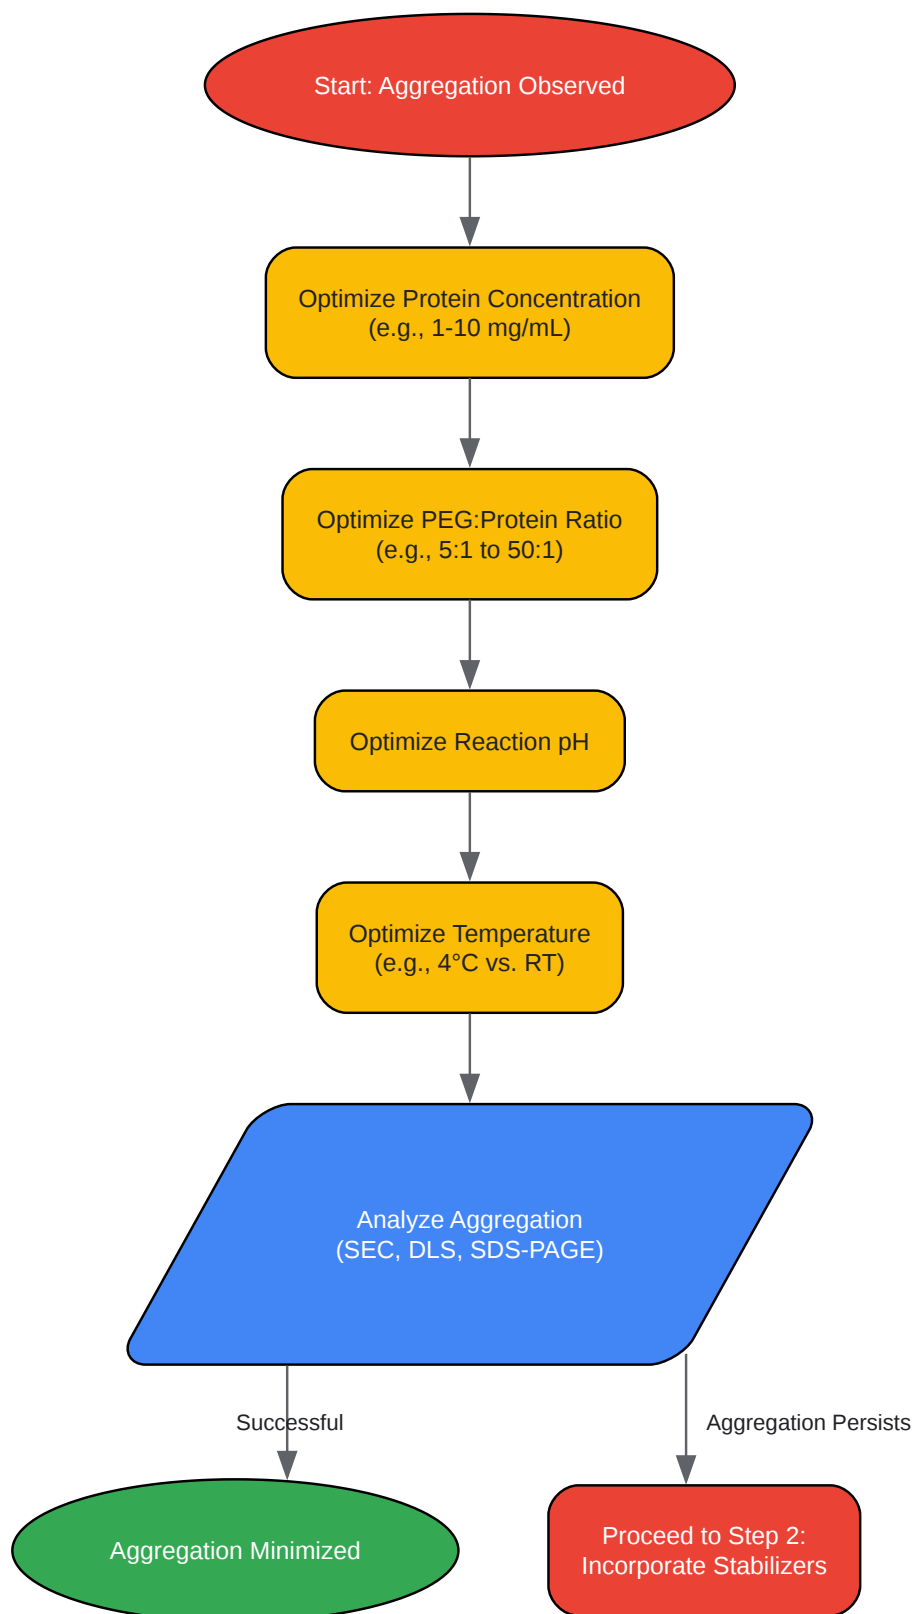 Start: Aggregation Observed
Optimize Protein Concentration
(e.g., 1-10 mg/mL)
Optimize PEG:Protein Ratio
(e.g., 5:1 to 50:1)
Optimize Reaction pH
Optimize Temperature
(e.g., 4°C vs. RT)
Analyze Aggregation
(SEC, DLS, SDS-PAGE)
Successful
Aggregation Persists
Aggregation Minimized
Proceed to Step 2:
Incorporate Stabilizers